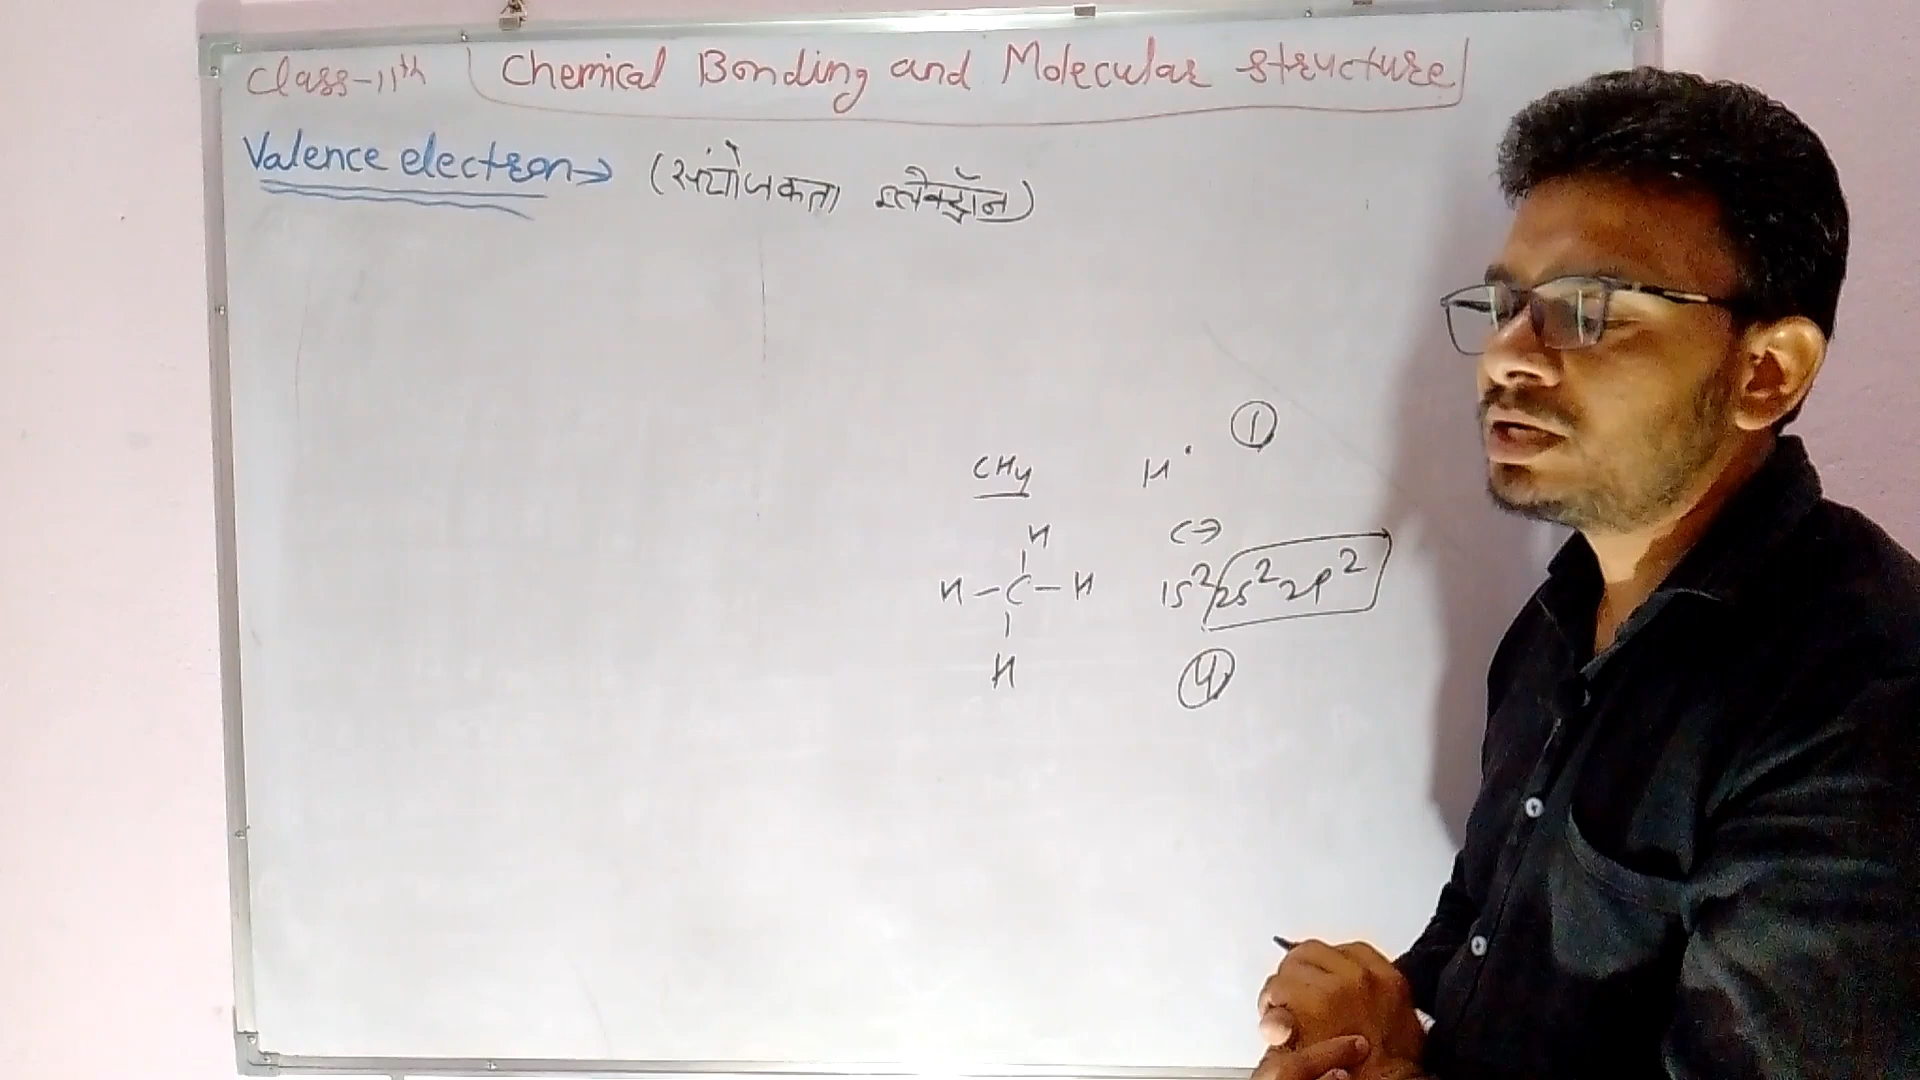 Class-11th Chemical Bonding and Molecular structure
Valence electron→ (संयोजकता इलेक्ट्रॉन)
①
CH4 H·
H C→
H-C-H 1s² 2s² 2p²
H ④